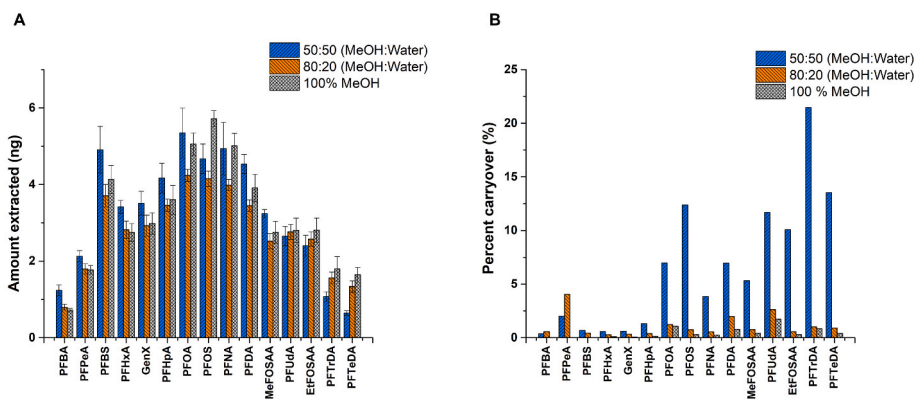 A
50:50 (MeOH:Water)
80:20 (MeOH:Water)
100% MeOH
Amount extracted (ng)
6
4
2
0
PFBA
PFPeA
PFBS
PFHxA
GenX
PFHpA
PFOA
PFOS
PFNA
PFDA
MeFOSAA
PFUdA
EtFOSAA
PFTrDA
PFTeDA
B
50:50 (MeOH:Water)
80:20 (MeOH:Water)
100 % MeOH
Percent carryover (%)
25
20
15
10
5
0
PFBA
PFPeA
PFBS
PFHxA
GenX
PFHpA
PFOA
PFOS
PFNA
PFDA
MeFOSAA
PFUdA
EtFOSAA
PFTrDA
PFTeDA